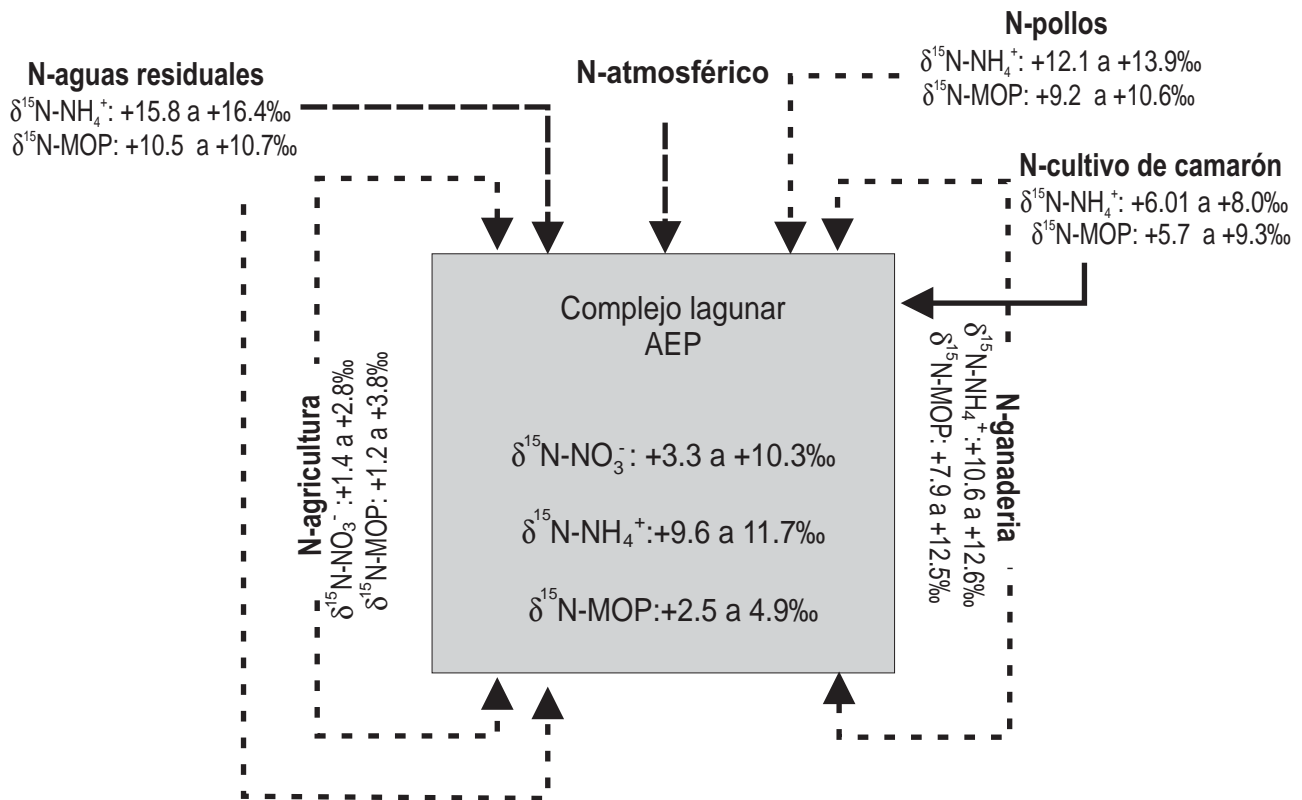 N-aguas residuales
δ¹⁵N-NH₄⁺: +15.8 a +16.4‰
δ¹⁵N-MOP: +10.5 a +10.7‰
N-atmosférico
N-pollos
δ¹⁵N-NH₄⁺: +12.1 a +13.9‰
δ¹⁵N-MOP: +9.2 a +10.6‰
N-cultivo de camarón
δ¹⁵N-NH₄⁺: +6.01 a +8.0‰
δ¹⁵N-MOP: +5.7 a +9.3‰
N-agricultura
δ¹⁵N-NO₃⁻:+1.4 a +2.8‰
δ¹⁵N-MOP: +1.2 a +3.8‰
Complejo lagunar
AEP
δ¹⁵N-NO₃⁻: +3.3 a +10.3‰
δ¹⁵N-NH₄⁺:+9.6 a 11.7‰
δ¹⁵N-MOP:+2.5 a 4.9‰
N-ganaderia
δ¹⁵N-NH₄⁺:+10.6 a +12.6‰
δ¹⁵N-MOP: +7.9 a +12.5‰